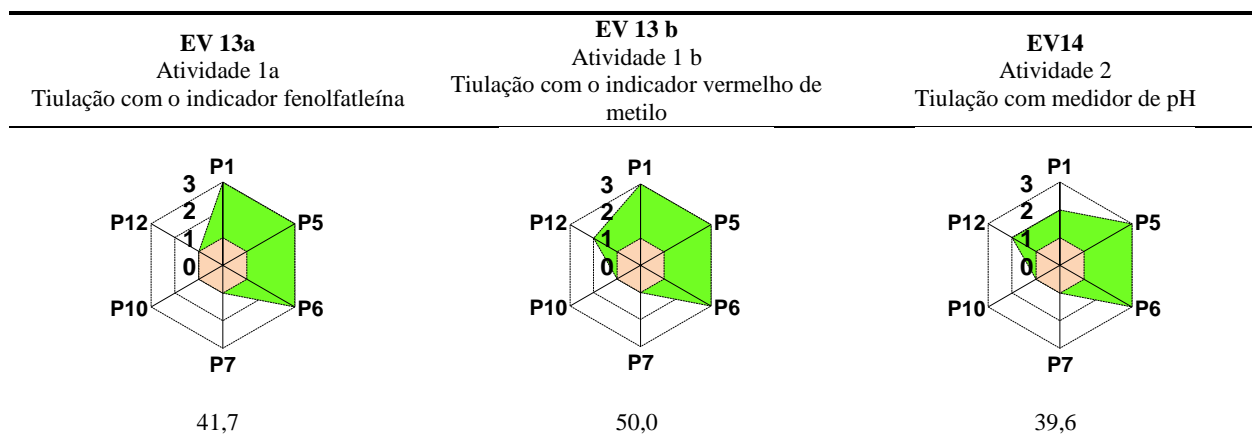 EV 13a
Atividade 1a
Tiulação com o indicador fenolfatleína
EV 13 b
Atividade 1 b
Tiulação com o indicador vermelho de
metilo
EV14
Atividade 2
Tiulação com medidor de pH
P1
3
2
1
0
P12
P5
P10
P6
P7
P1
3
2
1
0
P12
P5
P10
P6
P7
P1
3
2
1
0
P12
P5
P10
P6
P7
41,7
50,0
39,6